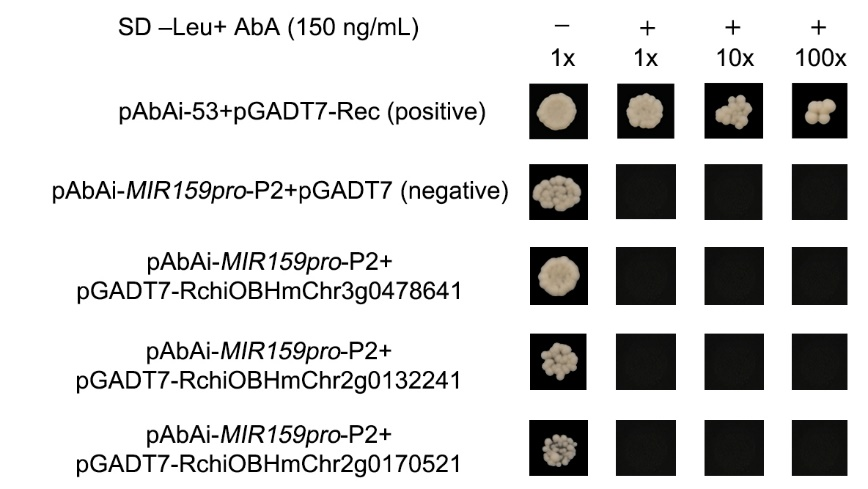 SD –Leu+ AbA (150 ng/mL) – + + +
1x 1x 10x 100x
pAbAi-53+pGADT7-Rec (positive)
pAbAi-MIR159pro-P2+pGADT7 (negative)
pAbAi-MIR159pro-P2+
pGADT7-RchiOBHmChr3g0478641
pAbAi-MIR159pro-P2+
pGADT7-RchiOBHmChr2g0132241
pAbAi-MIR159pro-P2+
pGADT7-RchiOBHmChr2g0170521